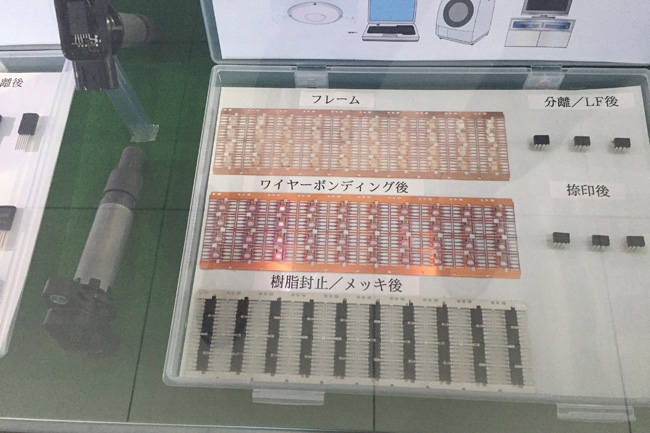 離後
フレーム
分離／LF後
ワイヤーボンディング後
捺印後
樹脂封止／メッキ後